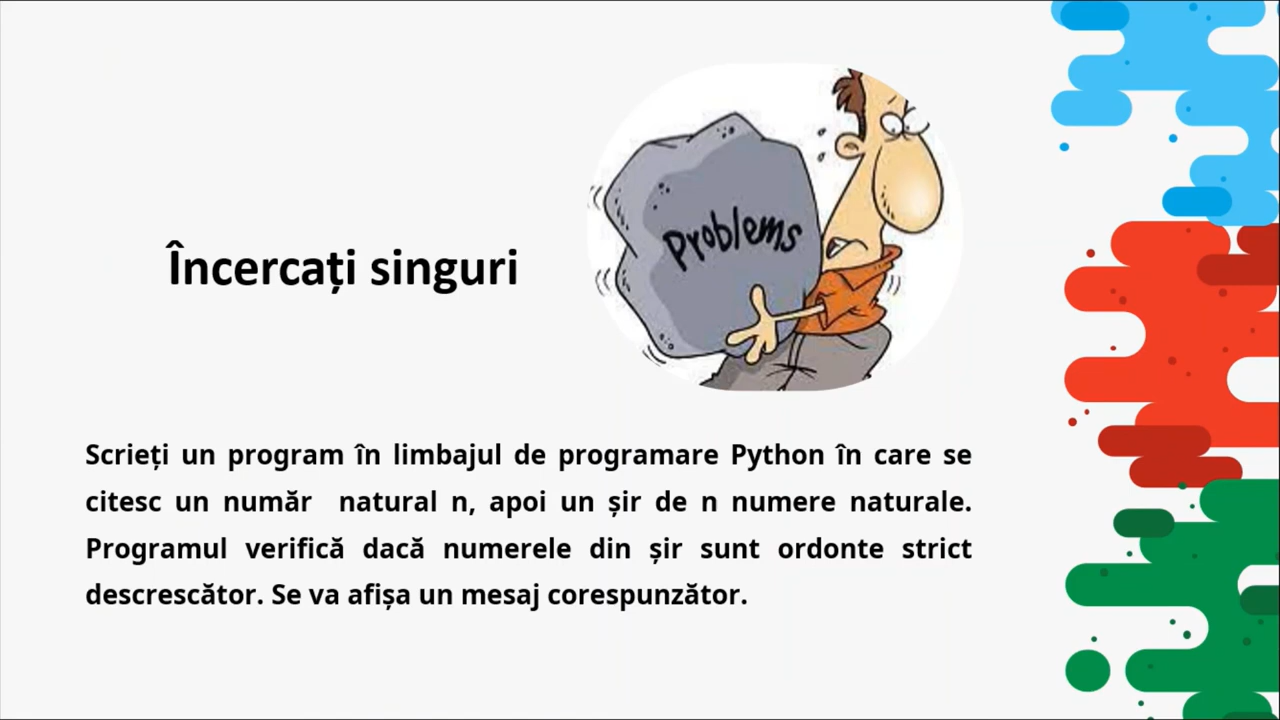 Problems
Încercați singuri
Scrieți un program în limbajul de programare Python în care se
citesc un număr natural n, apoi un șir de n numere naturale.
Programul verifică dacă numerele din șir sunt ordonte strict
descrescător. Se va afișa un mesaj corespunzător.